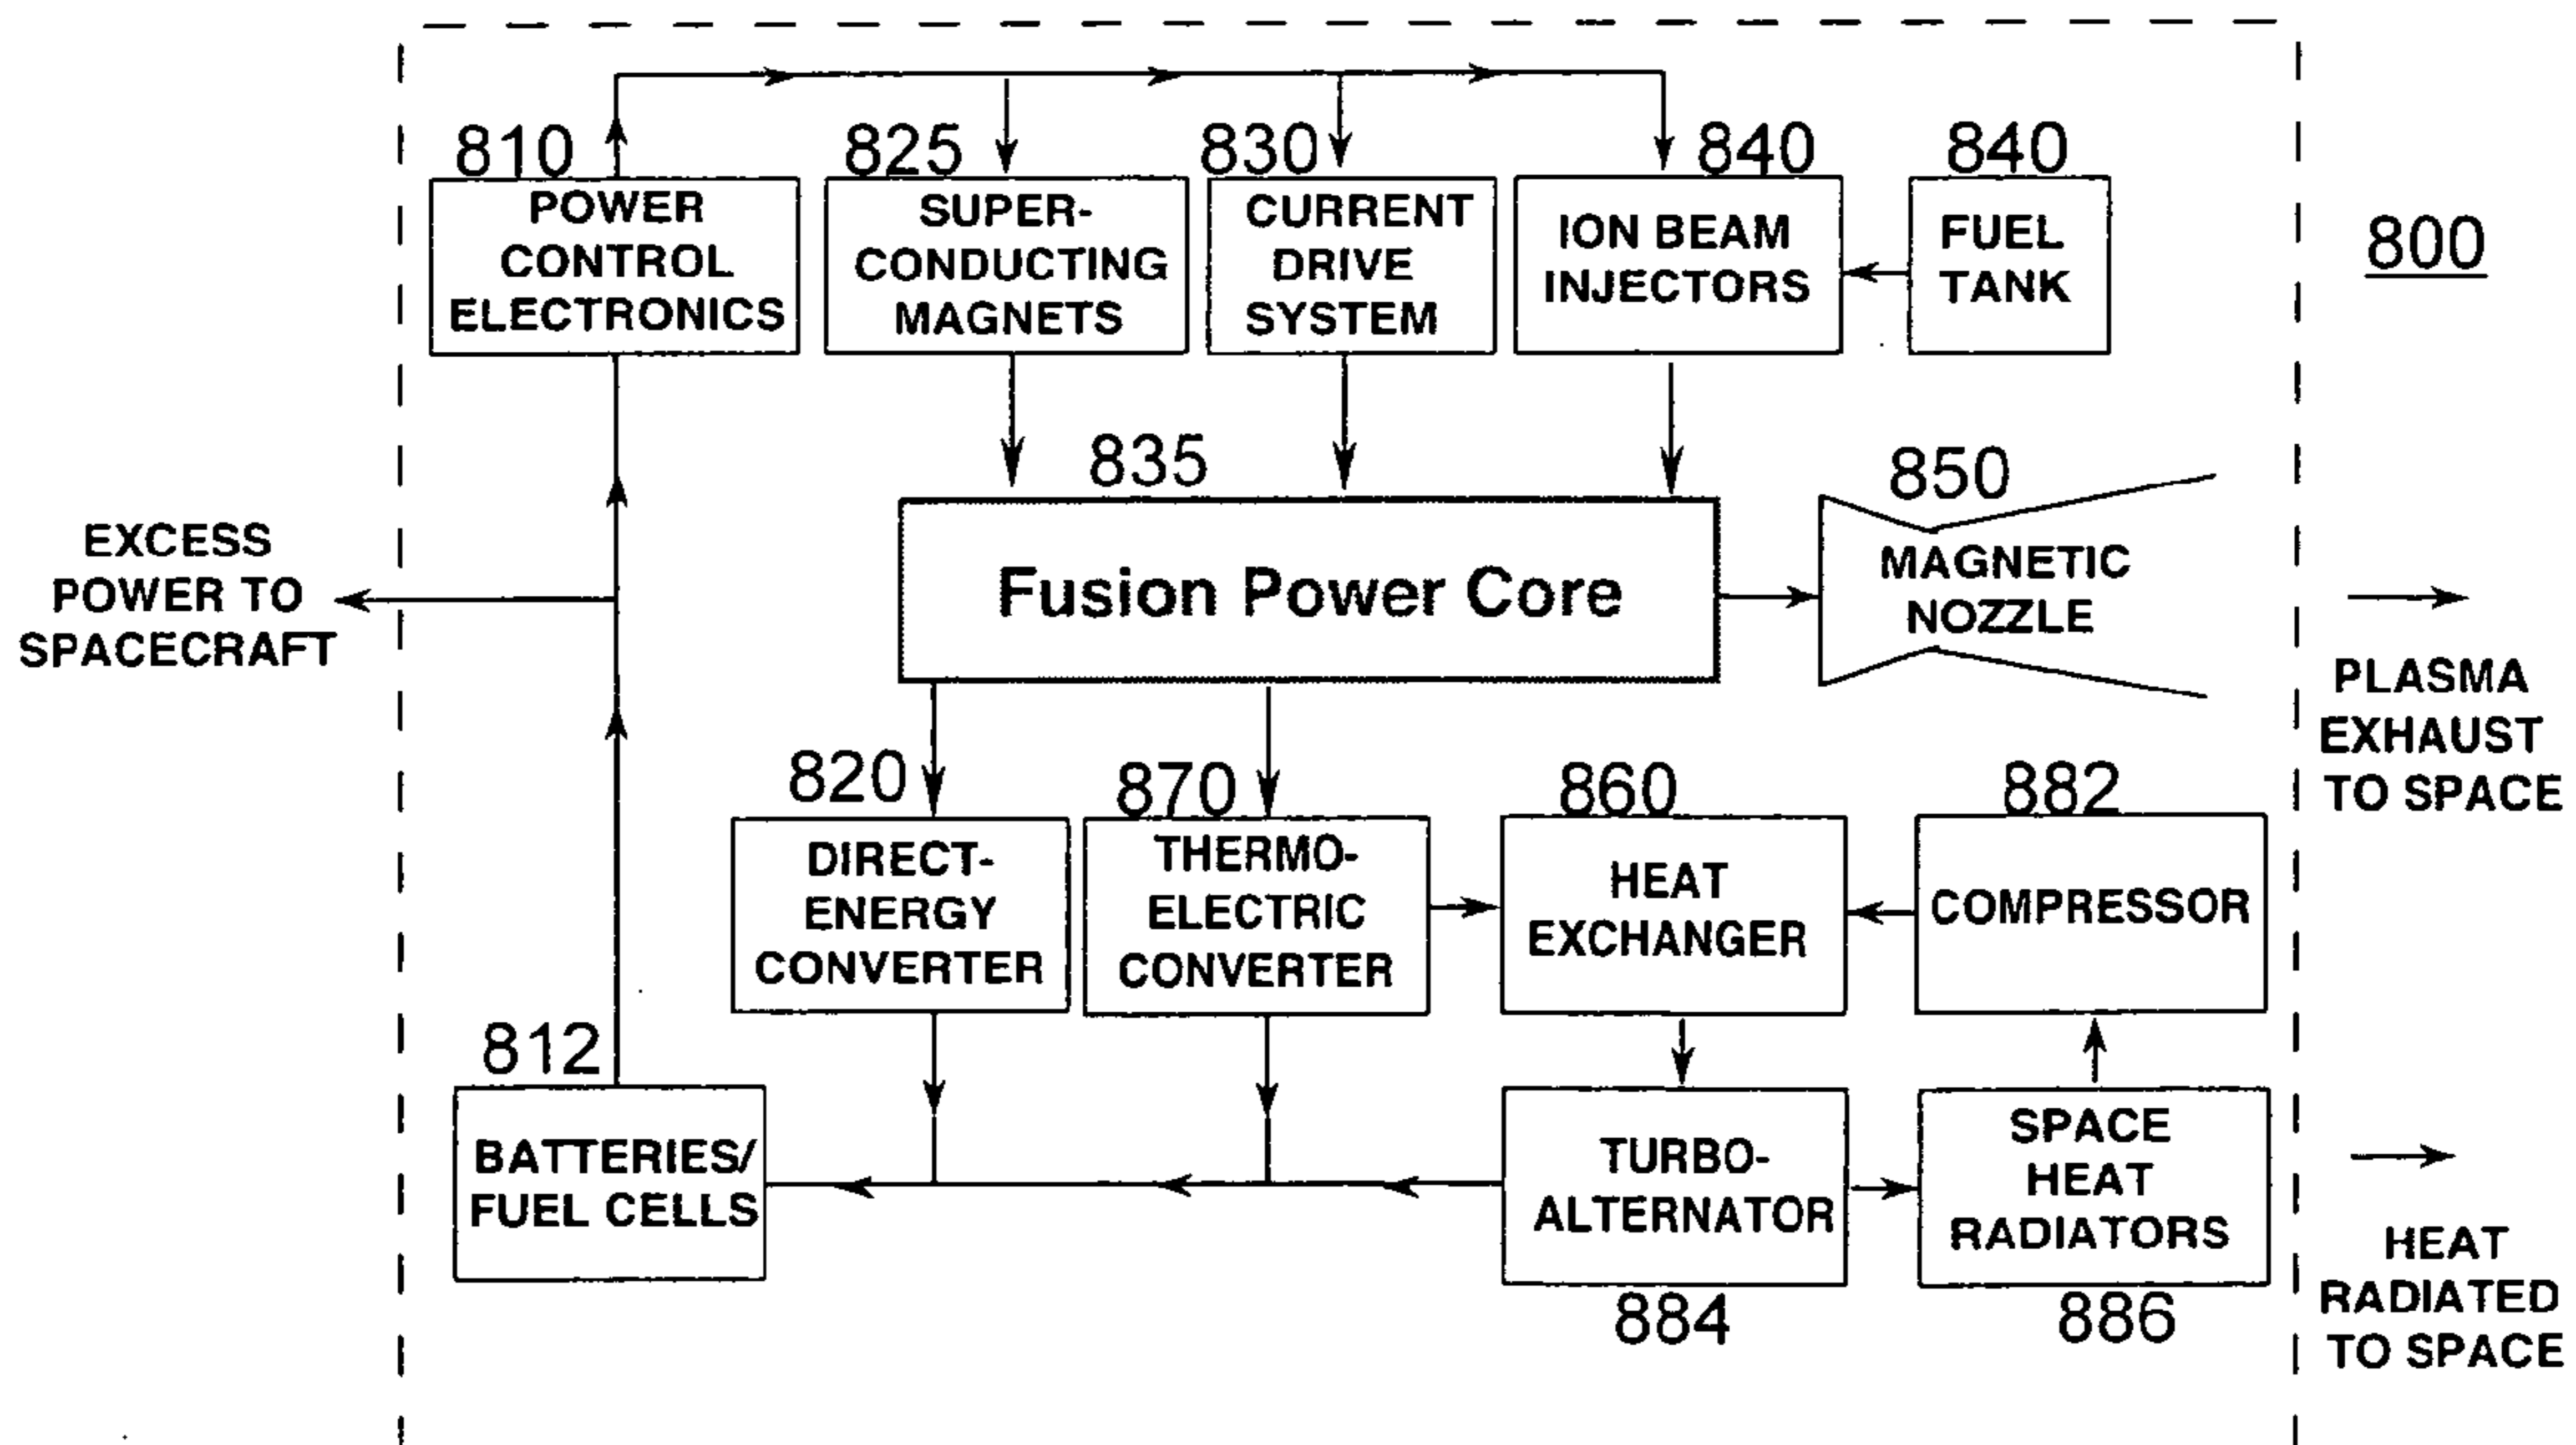 810
POWER
CONTROL
ELECTRONICS
825
SUPER-
CONDUCTING
MAGNETS
830
CURRENT
DRIVE
SYSTEM
840
ION BEAM
INJECTORS
840
FUEL
TANK
800
EXCESS
POWER TO
SPACECRAFT
835
Fusion Power Core
850
MAGNETIC
NOZZLE
PLASMA
EXHAUST
TO SPACE
820
DIRECT-
ENERGY
CONVERTER
870
THERMO-
ELECTRIC
CONVERTER
860
HEAT
EXCHANGER
882
COMPRESSOR
812
BATTERIES/
FUEL CELLS
TURBO-
ALTERNATOR
884
SPACE
HEAT
RADIATORS
886
HEAT
RADIATED
TO SPACE